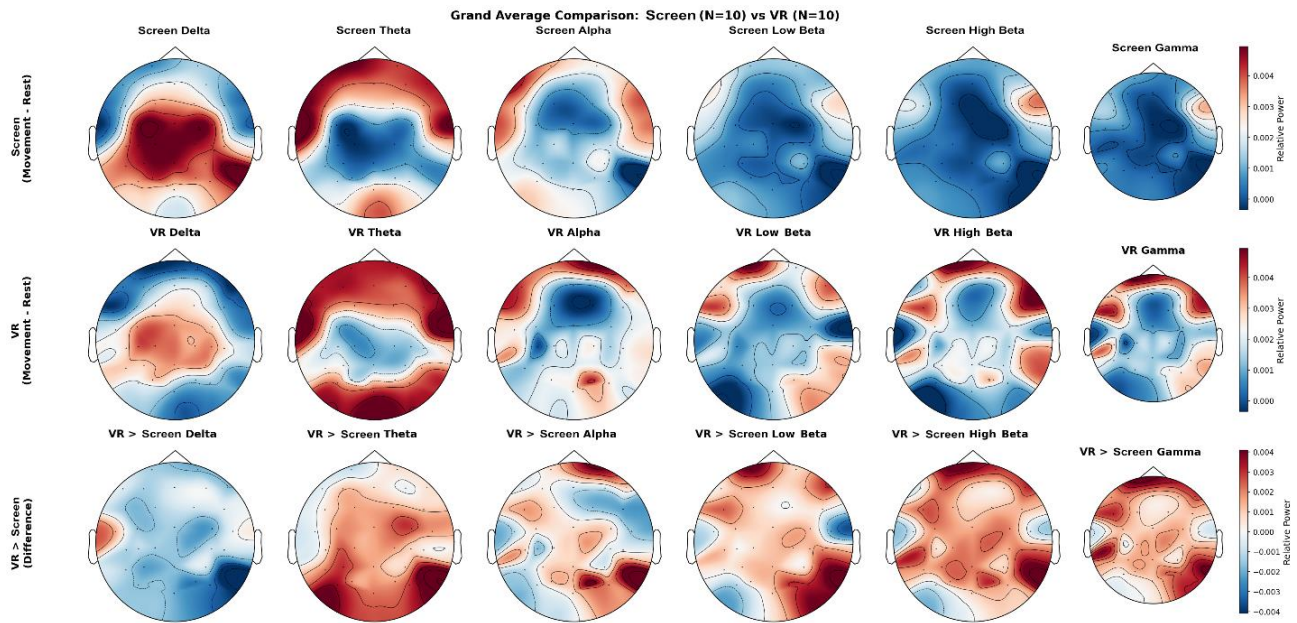 Grand Average Comparison: Screen (N=10) vs VR (N=10)
Screen Delta
Screen Theta
Screen Alpha
Screen Low Beta
Screen High Beta
Screen Gamma
Screen
(Movement - Rest)
0.004
0.003
0.002
0.001
0.000
Relative Power
VR Delta
VR Theta
VR Alpha
VR Low Beta
VR High Beta
VR Gamma
VR
(Movement - Rest)
0.004
0.003
0.002
0.001
0.000
Relative Power
VR > Screen Delta
VR > Screen Theta
VR > Screen Alpha
VR > Screen Low Beta
VR > Screen High Beta
VR > Screen Gamma
VR > Screen
(Difference)
0.004
0.003
0.002
0.001
0.000
−0.001
−0.002
−0.003
−0.004
Relative Power